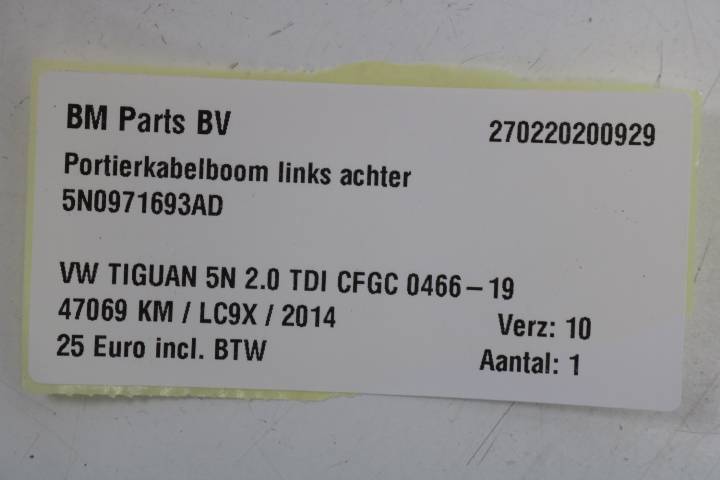 BM Parts BV 270220200929
Portierkabelboom links achter
5N0971693AD
VW TIGUAN 5N 2.0 TDI CFGC 0466-19
47069 KM / LC9X / 2014 Verz: 10
25 Euro incl. BTW Aantal: 1